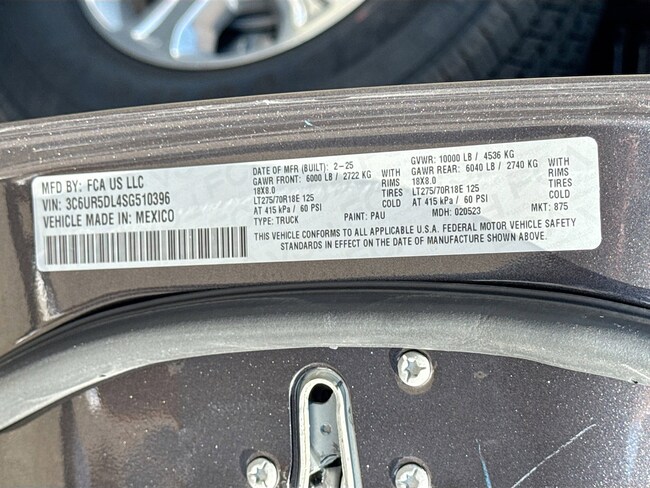 MFD BY: FCA US LLC
VIN: 3C6UR5DL4SG510396
VEHICLE MADE IN: MEXICO
DATE OF MFR (BUILT): 2-25 GVWR: 10000 LB / 4536 KG
GAWR FRONT: 6000 LB / 2722 KG GAWR REAR: 6040 LB / 2740 KG
18X8.0 RIMS 18X8.0 RIMS
LT275/70R18E 125 TIRES LT275/70R18E 125 TIRES
AT 415 kPa / 60 PSI COLD AT 415 kPa / 60 PSI COLD
TYPE: TRUCK PAINT: PAU MDH: 020523 MKT: 875
THIS VEHICLE CONFORMS TO ALL APPLICABLE U.S.A. FEDERAL MOTOR VEHICLE SAFETY
STANDARDS IN EFFECT ON THE DATE OF MANUFACTURE SHOWN ABOVE.